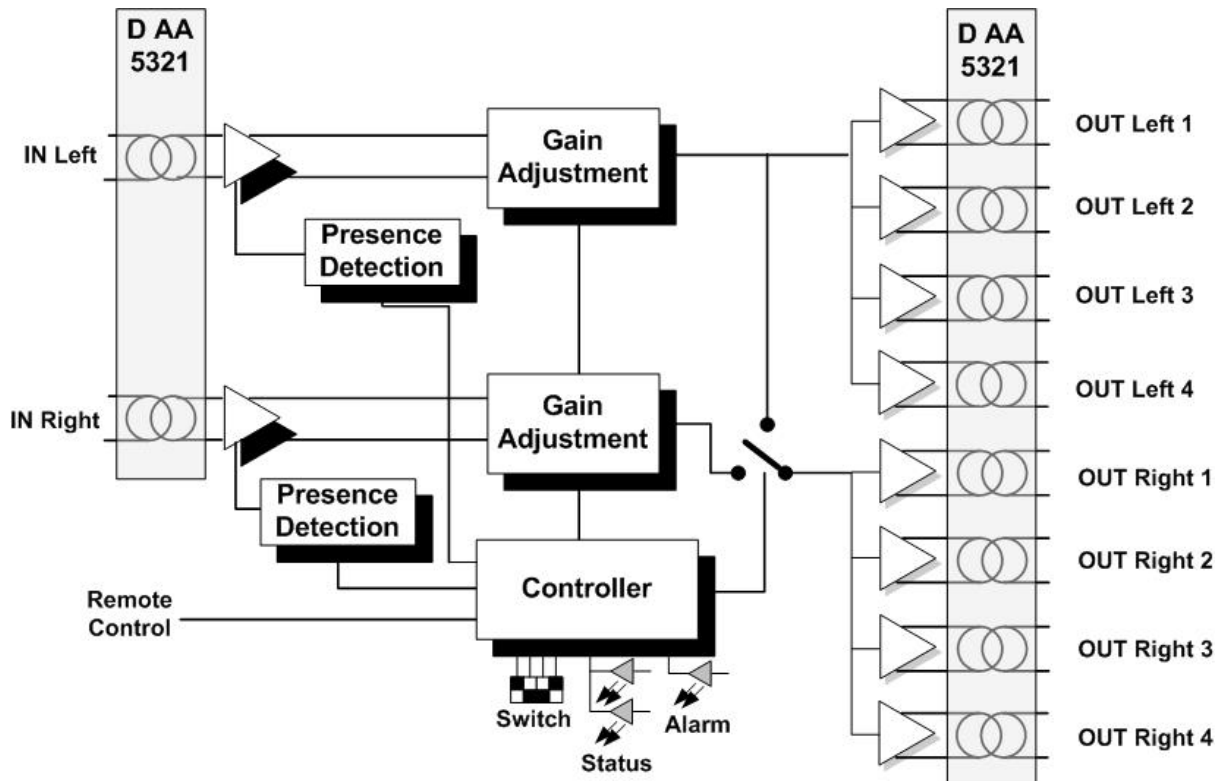 D AA
5321
D AA
5321
IN Left
Gain
Adjustment
OUT Left 1
OUT Left 2
Presence
Detection
OUT Left 3
OUT Left 4
IN Right
Gain
Adjustment
OUT Right 1
Presence
Detection
OUT Right 2
Controller
Remote
Control
OUT Right 3
Switch
Alarm
Status
OUT Right 4